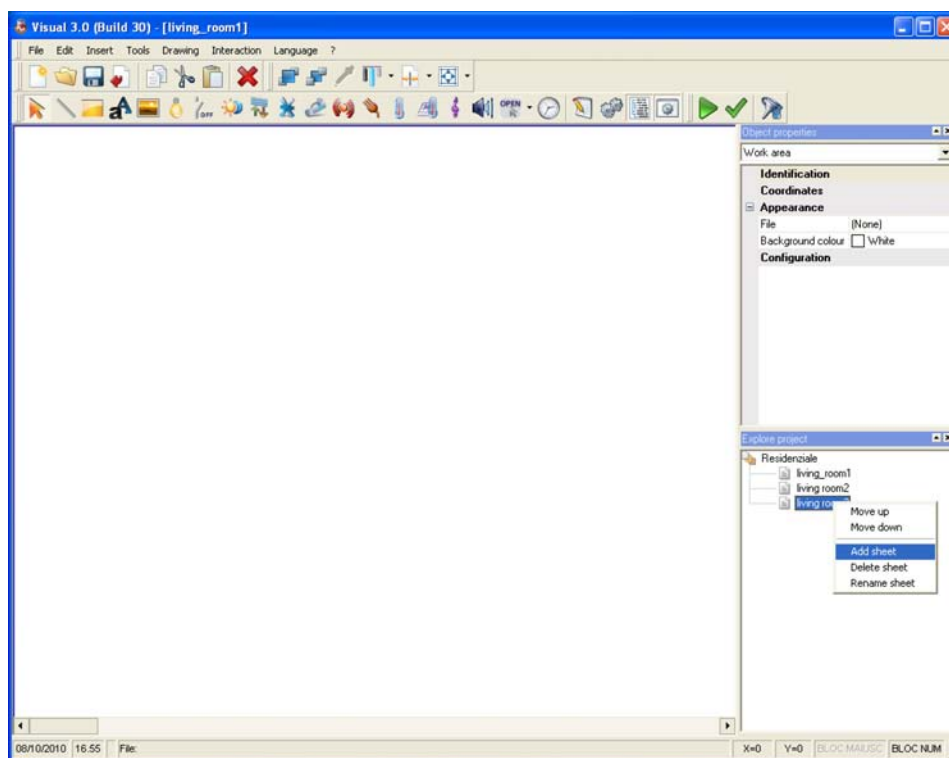 Visual 3.0 (Build 30) - [living_room1]
File Edit Insert Tools Drawing Interaction Language ?
OFF OPEN
Object properties
Work area
Identification
Coordinates
Appearance
File (None)
Background colour White
Configuration
Explore project
Residenziale
living_room1
living room2
living
Move up
Move down
Add sheet
Delete sheet
Rename sheet
08/10/2010 16.55 File: X=0 Y=0 BLOC MAIUSC BLOC NUM